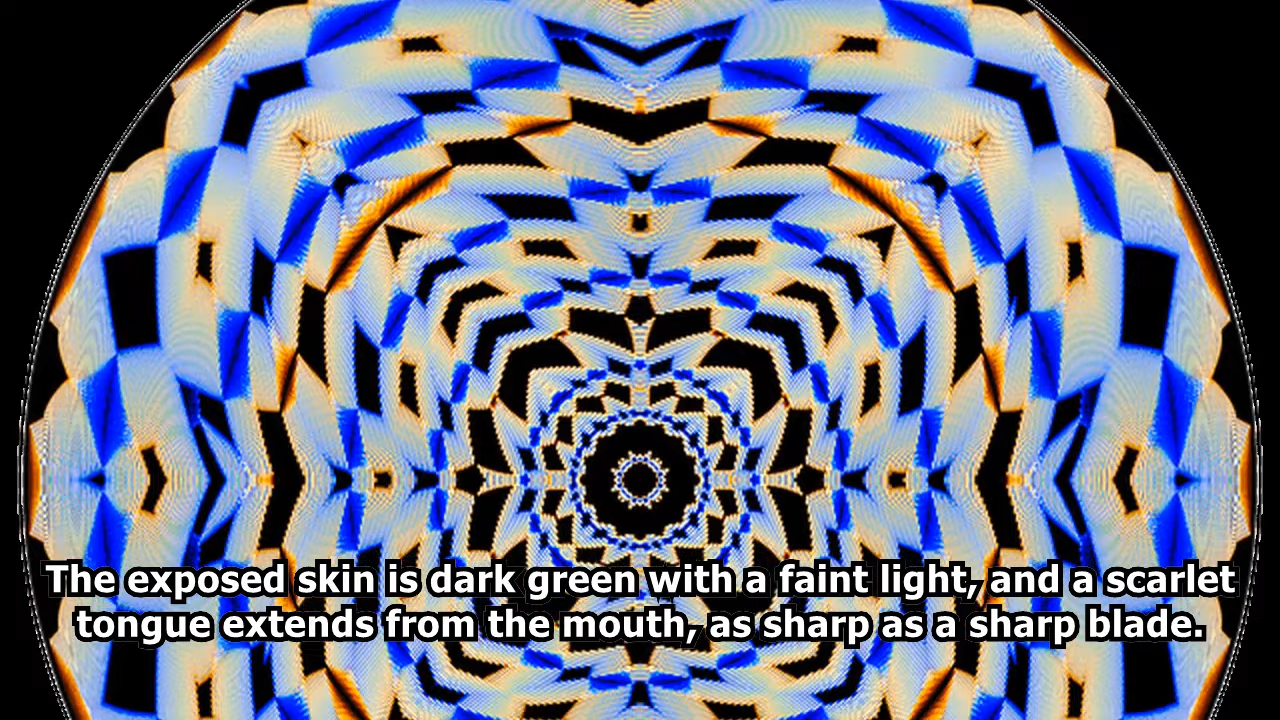 The exposed skin is dark green with a faint light, and a scarlet
tongue extends from the mouth, as sharp as a sharp blade.